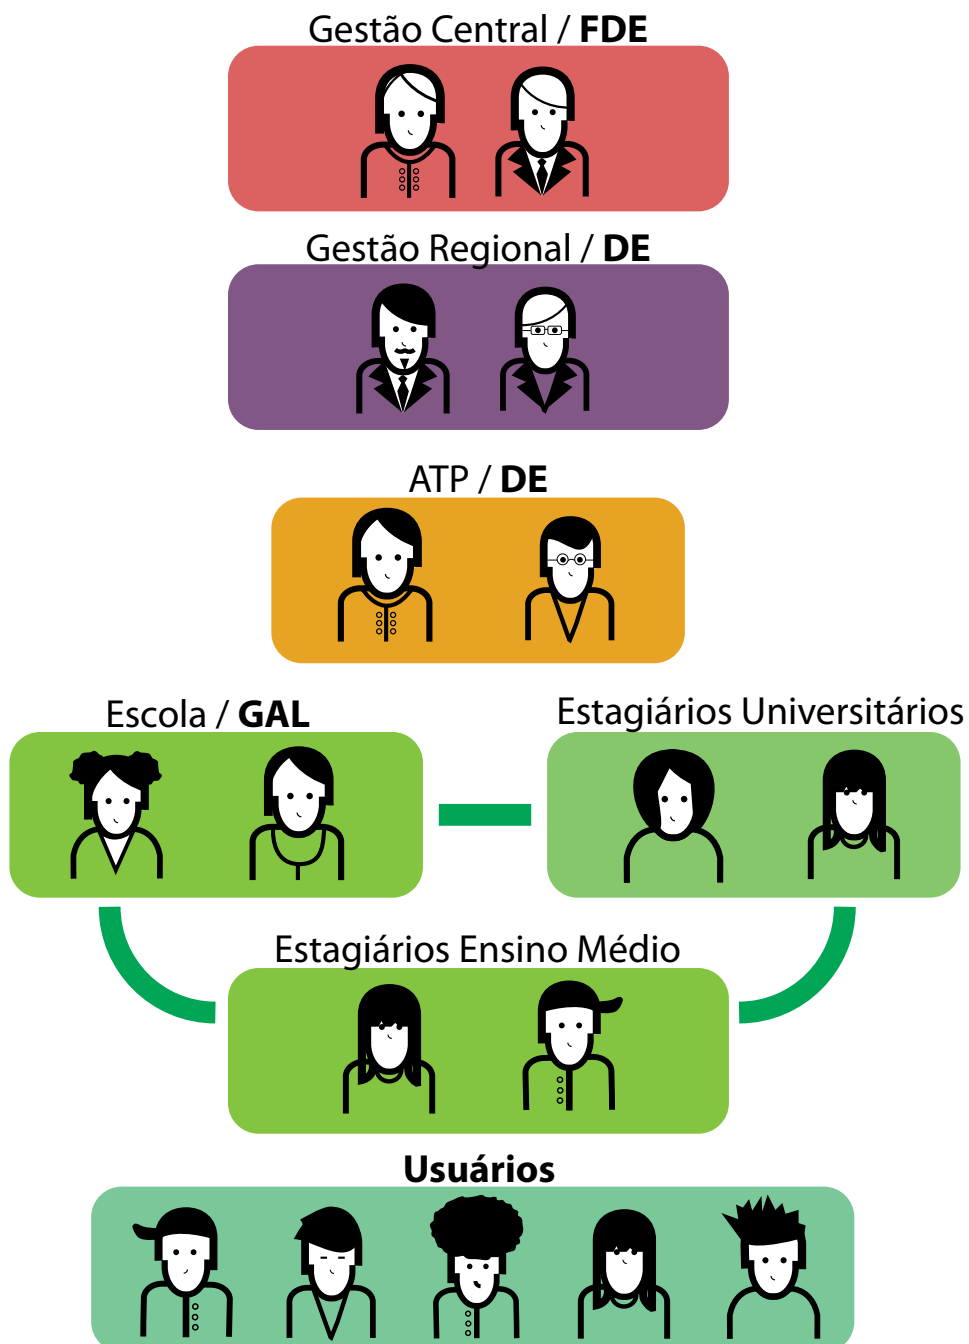 Gestão Central / FDE
Gestão Regional / DE
ATP / DE
Escola / GAL
Estagiários Universitários
Estagiários Ensino Médio
Usuários